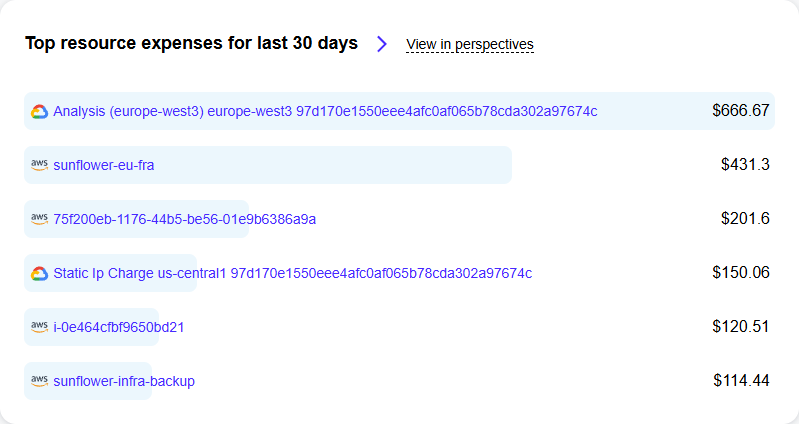 Top resource expenses for last 30 days View in perspectives
Analysis (europe-west3) europe-west3 97d170e1550eee4afc0af065b78cda302a97674c $666.67
aws sunflower-eu-fra $431.3
aws 75f200eb-1176-44b5-be56-01e9b6386a9a $201.6
Static Ip Charge us-central1 97d170e1550eee4afc0af065b78cda302a97674c $150.06
aws i-0e464cfbf9650bd21 $120.51
aws sunflower-infra-backup $114.44